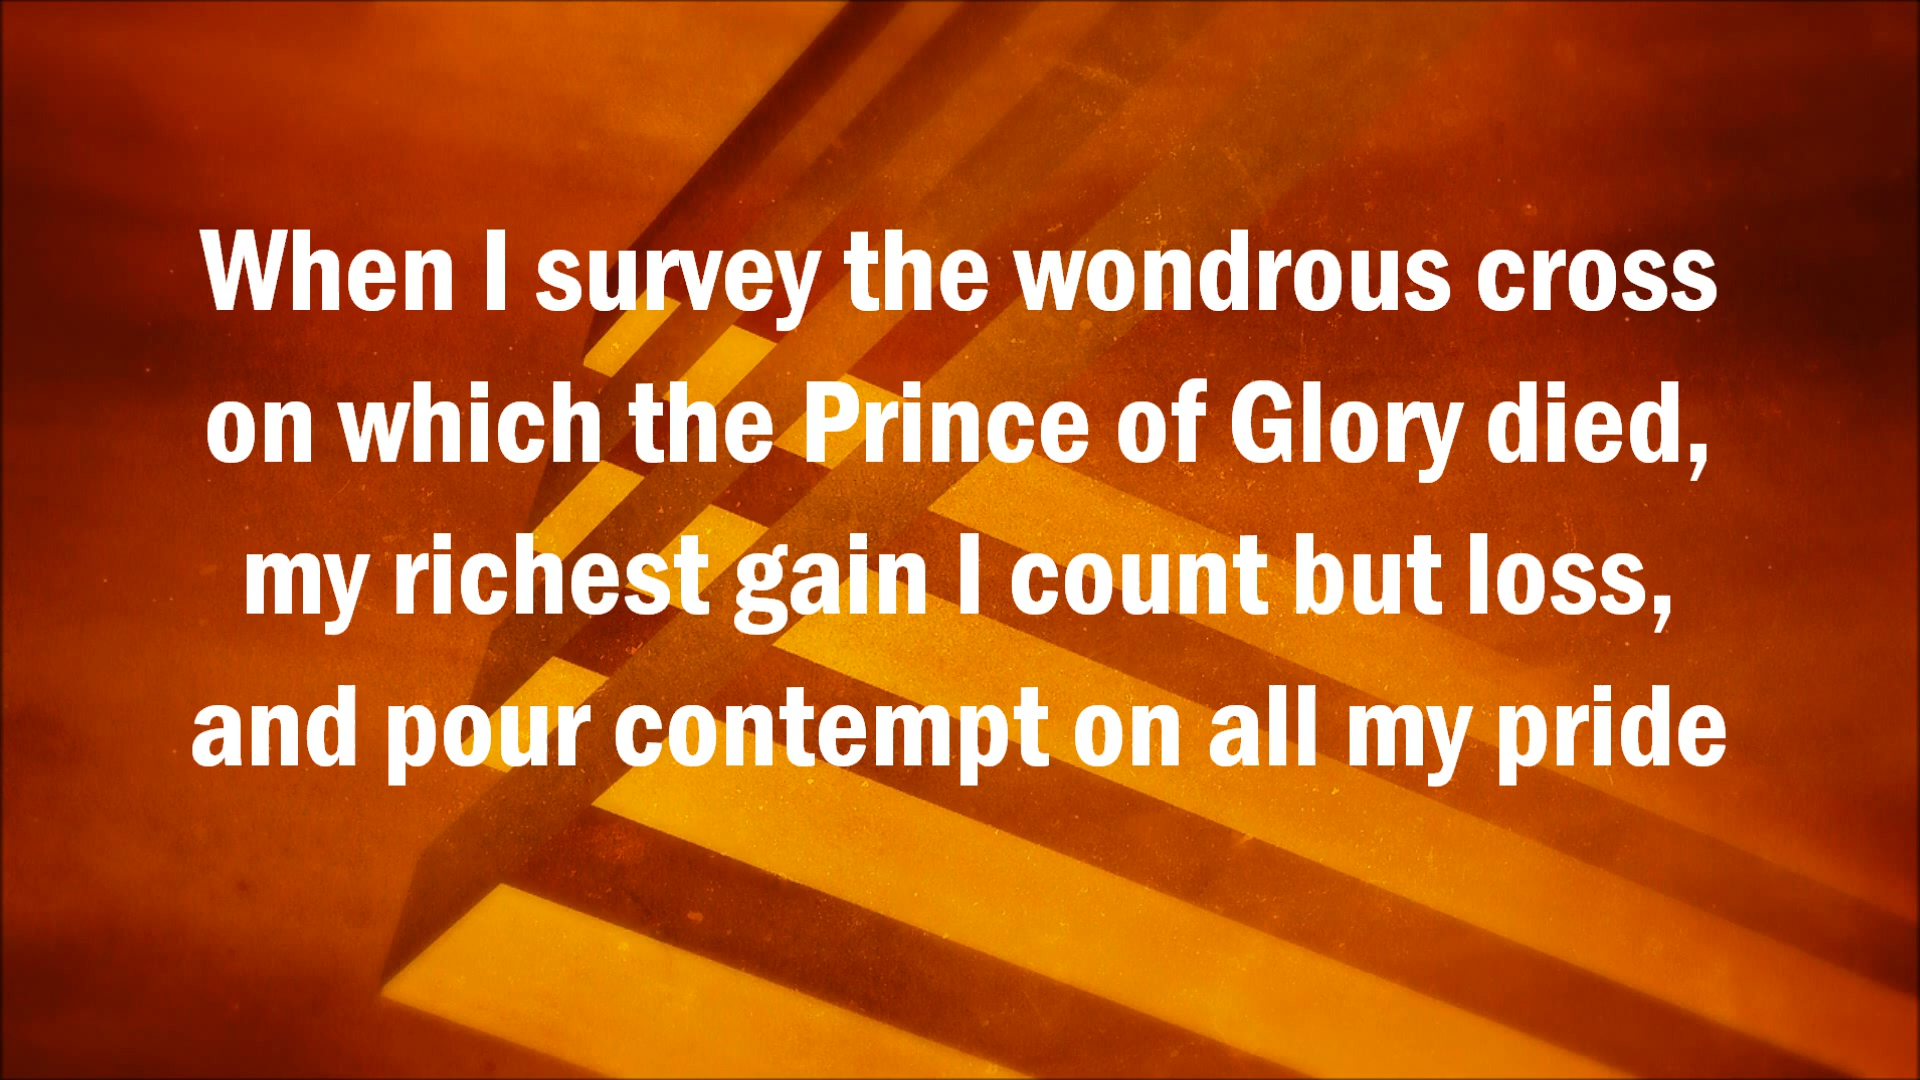 When I survey the wondrous cross
on which the Prince of Glory died,
my richest gain I count but loss,
and pour contempt on all my pride